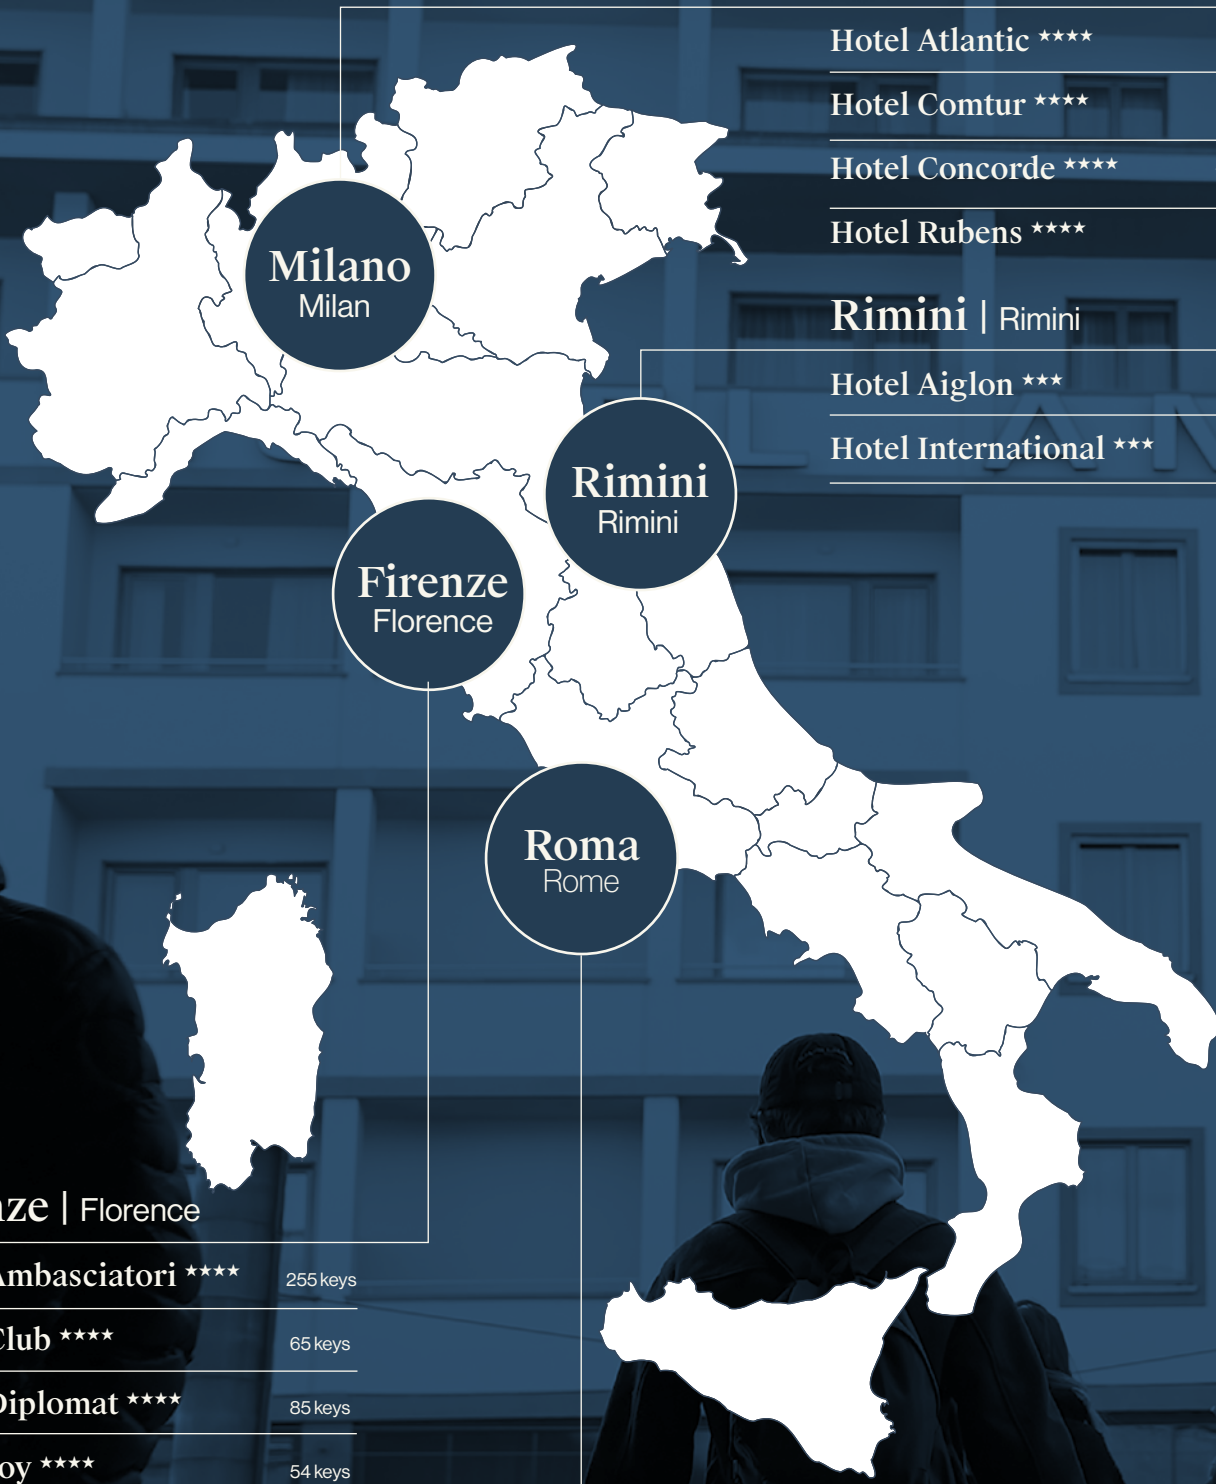 Hotel Atlantic ★★★★
Hotel Comtur ★★★★
Hotel Concorde ★★★★
Hotel Rubens ★★★★
Rimini | Rimini
Hotel Aiglon ★★★
Hotel International ★★★
Milano
Milan
Rimini
Rimini
Firenze
Florence
Roma
Rome
nze | Florence
Ambasciatori ★★★★ 255 keys
Club ★★★★ 65 keys
Diplomat ★★★★ 85 keys
oy ★★★★ 54 keys